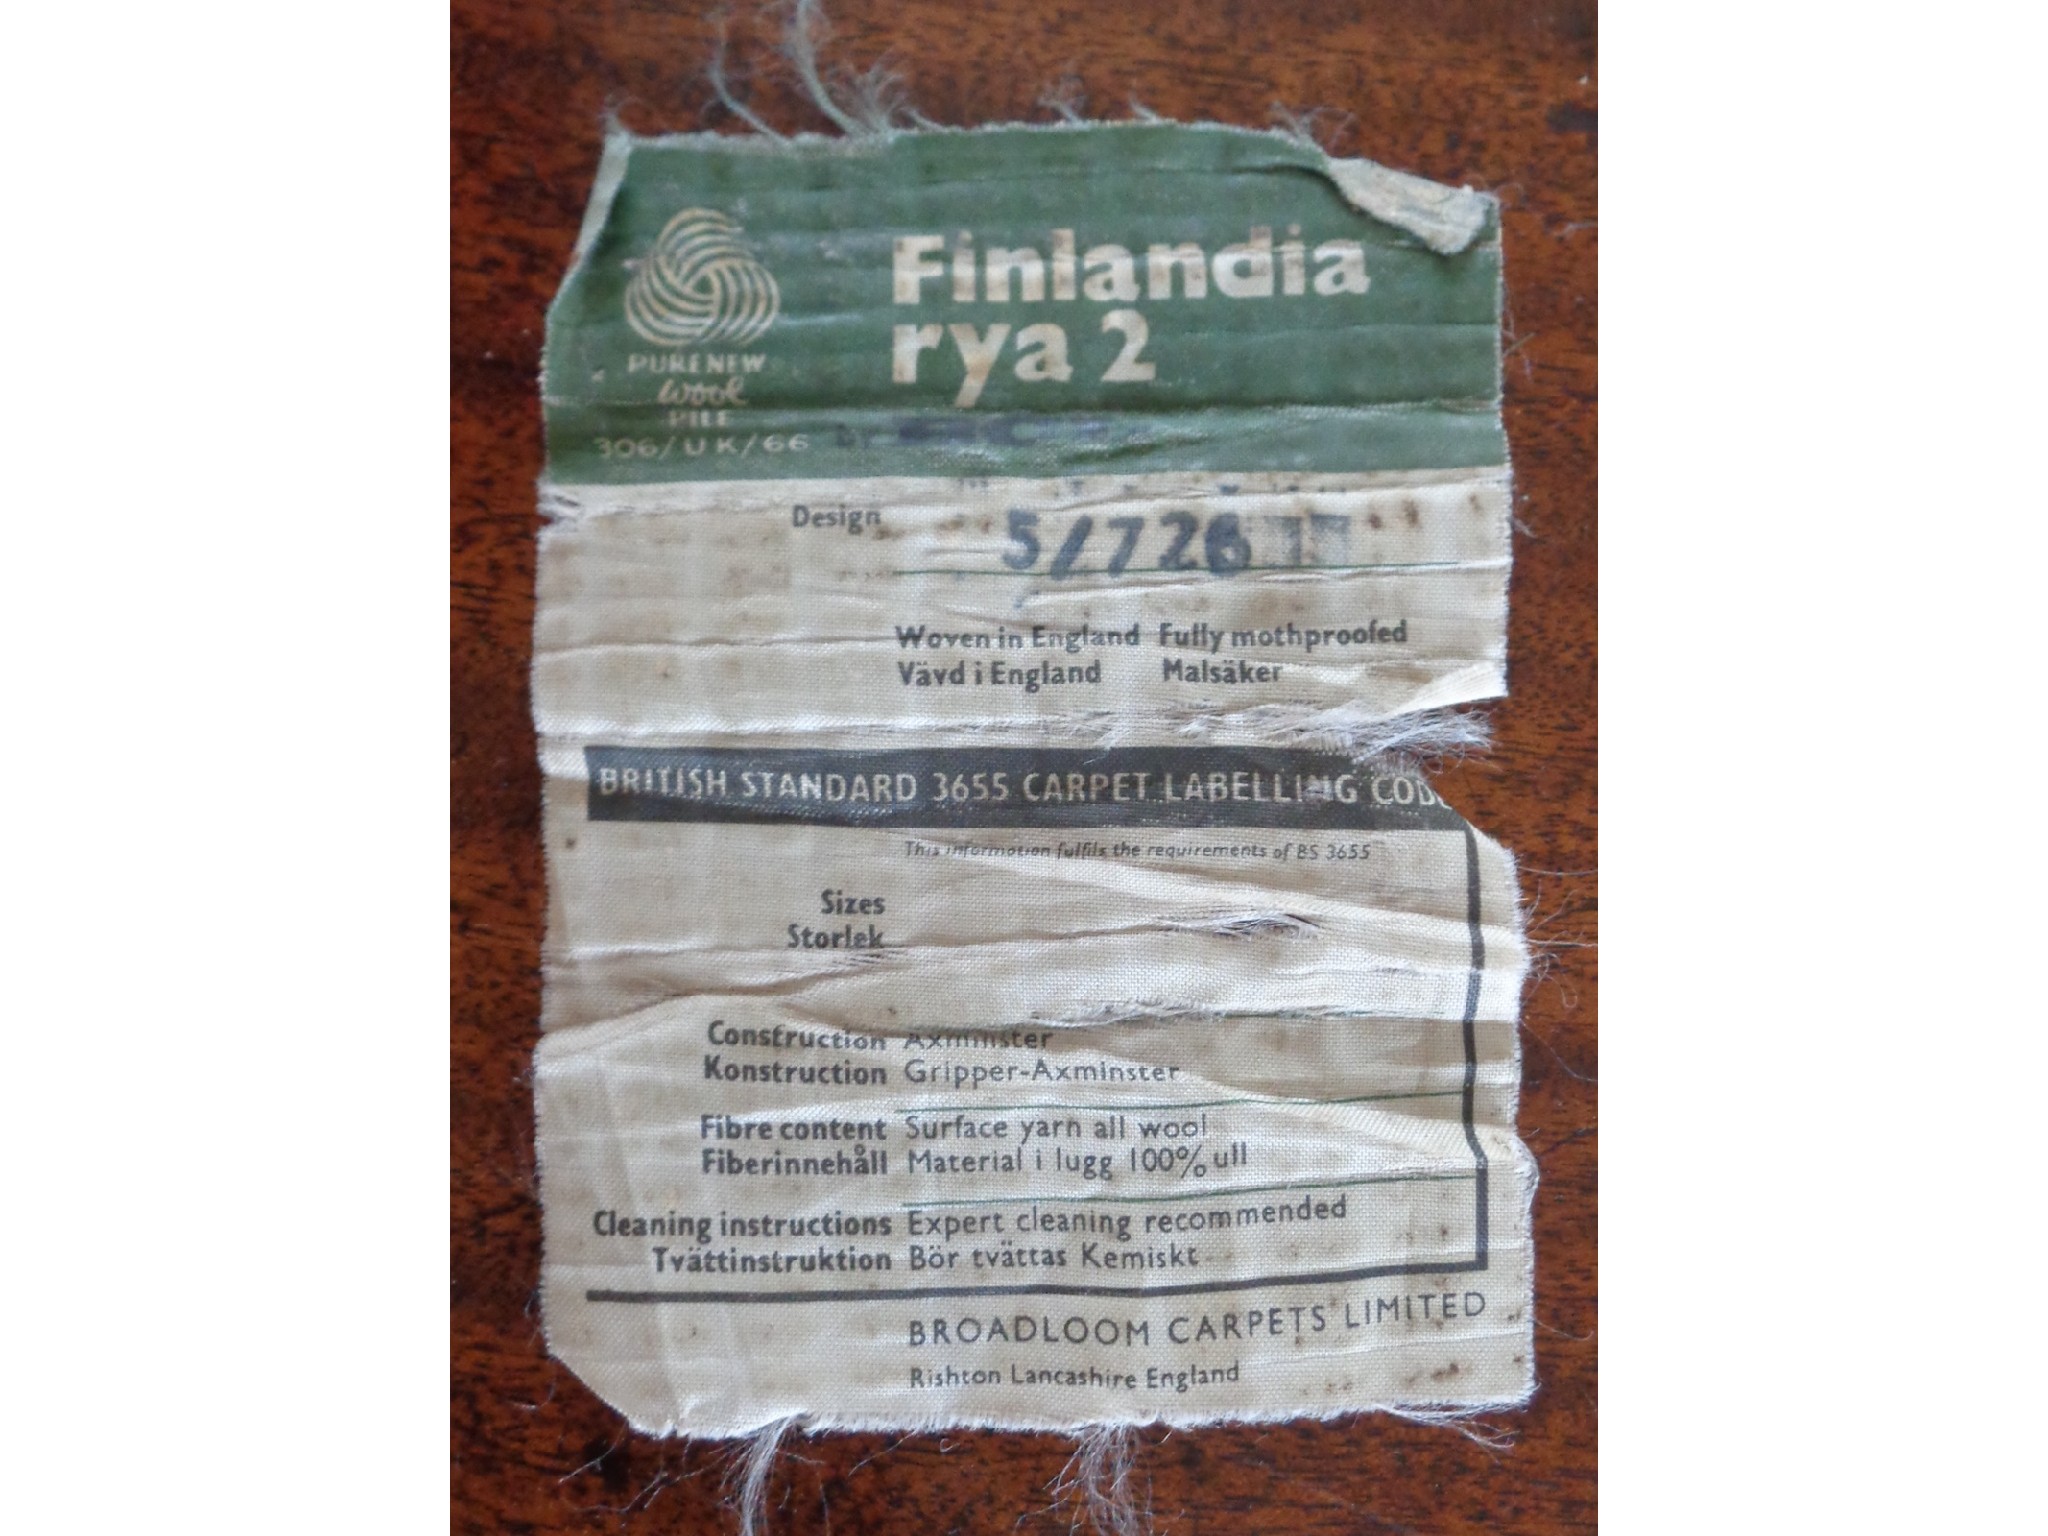 Finlandia
rya 2
PURE NEW
Wool
PILE
306/UK/66
Design 5/726
Woven in England Fully mothproofed
Vävd i England Malsäker
BRITISH STANDARD 3655 CARPET LABELLING CODE
This information fulfils the requirements of BS 3655
Sizes
Storlek
Construction Axminster
Konstruction Gripper-Axminster
Fibre content Surface yarn all wool
Fiberinnehåll Material i lugg 100% ull
Cleaning instructions Expert cleaning recommended
Tvättinstruktion Bör tvättas Kemiskt
BROADLOOM CARPETS LIMITED
Rishton Lancashire England